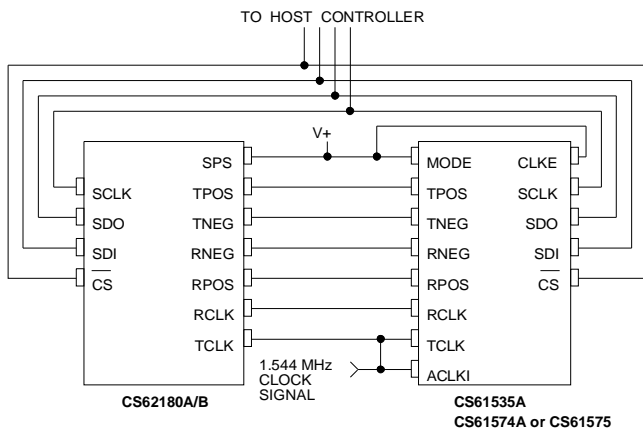 TO HOST CONTROLLER
V+
SPS
TPOS
TNEG
RNEG
RPOS
RCLK
TCLK
SCLK
SDO
SDI
CS
MODE
TPOS
TNEG
RNEG
RPOS
RCLK
TCLK
ACLKI
CLKE
SCLK
SDO
SDI
CS
1.544 MHz
CLOCK
SIGNAL
CS62180A/B
CS61535A
CS61574A or CS61575